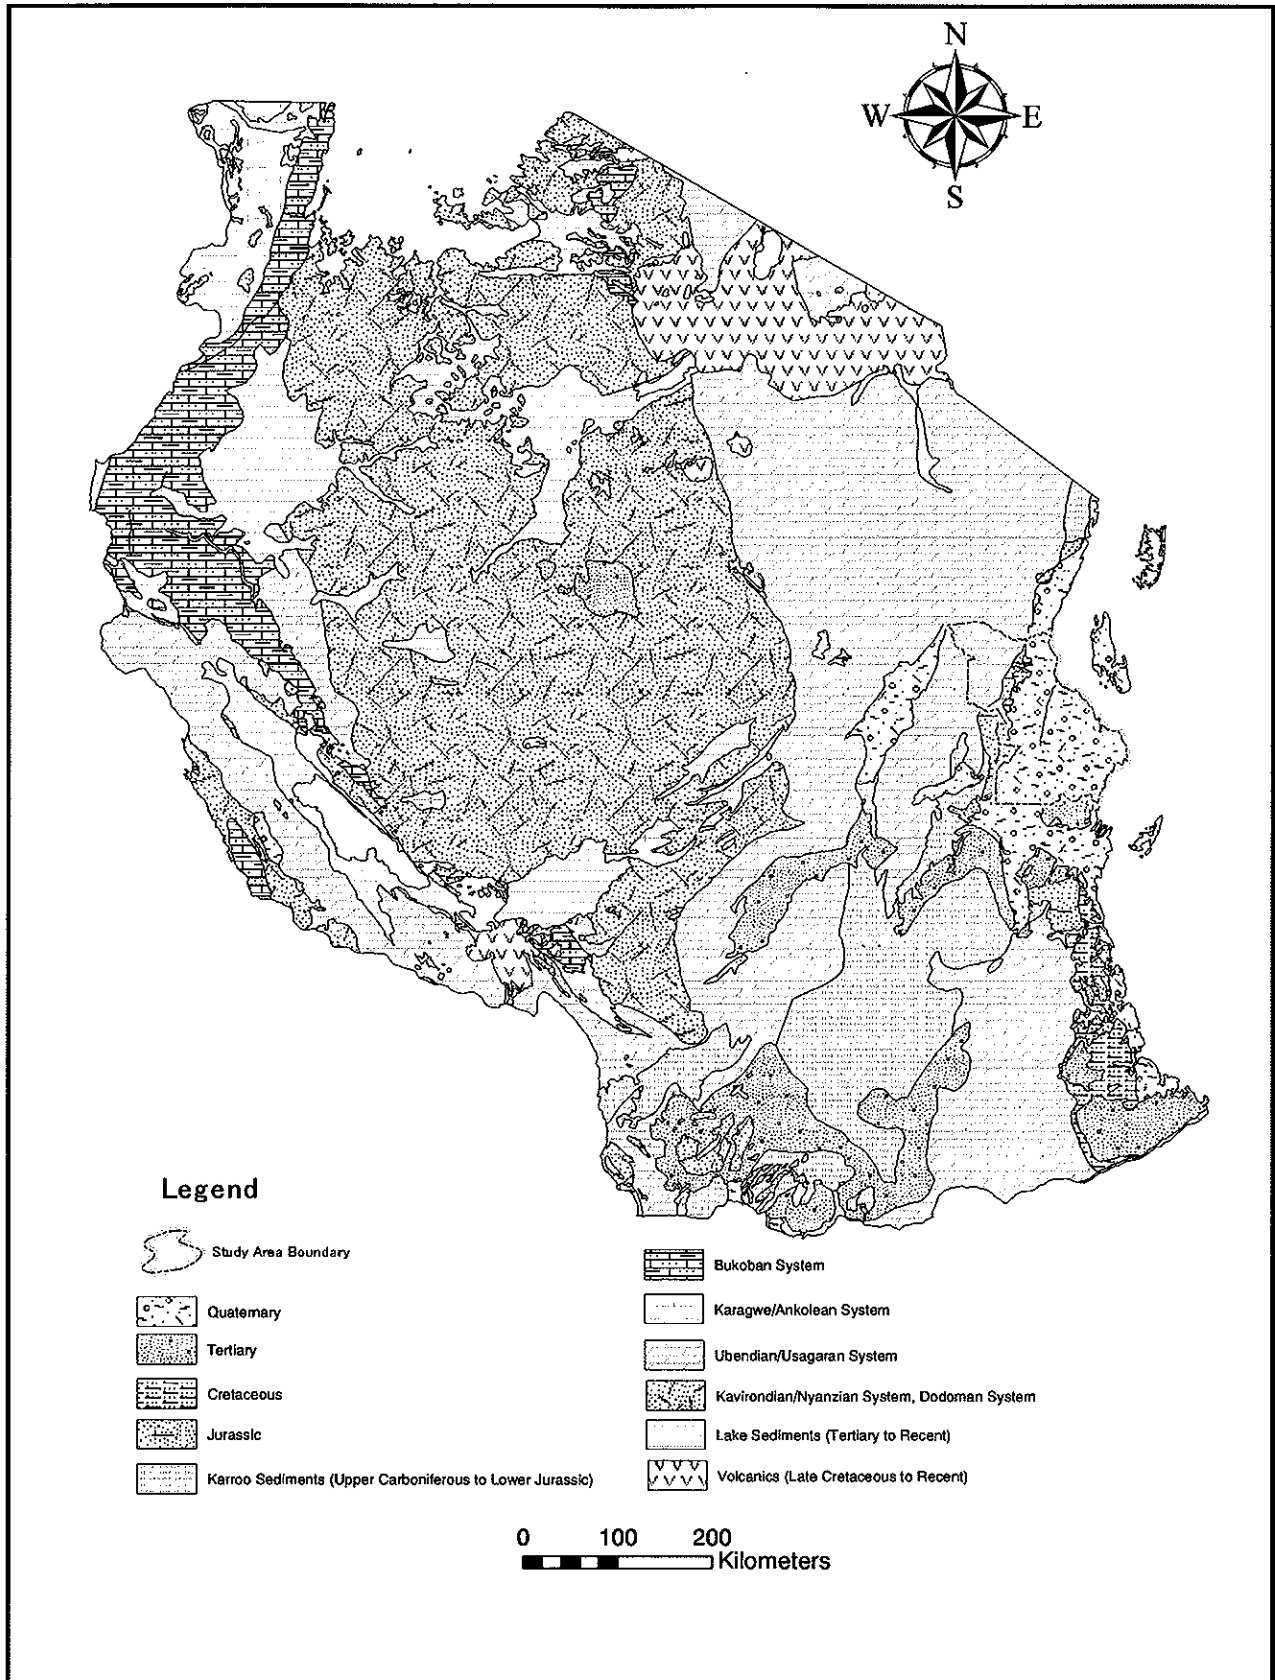 N
W E
S
Legend
Study Area Boundary
Quaternary
Tertiary
Cretaceous
Jurassic
Karroo Sediments (Upper Carboniferous to Lower Jurassic)
Bukoban System
Karagwe/Ankolean System
Ubendian/Usagaran System
Kavirondian/Nyanzian System, Dodoman System
Lake Sediments (Tertiary to Recent)
Volcanics (Late Cretaceous to Recent)
0 100 200
Kilometers